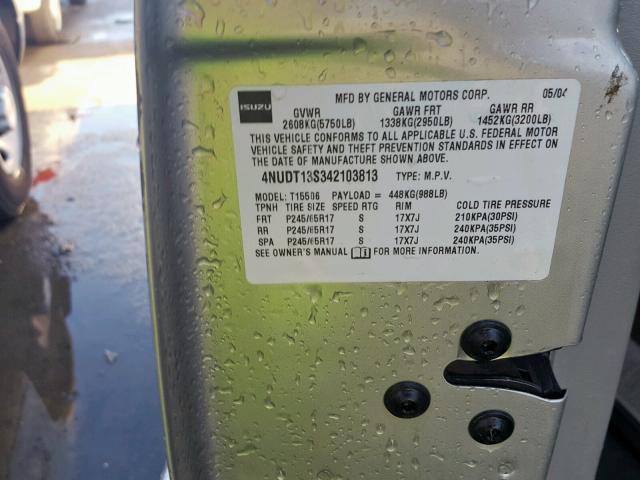 MFD BY GENERAL MOTORS CORP. 05/04
ISUZU
GVWR GAWR FRT GAWR RR
2608KG(5750LB) 1338KG(2950LB) 1452KG(3200LB)
THIS VEHICLE CONFORMS TO ALL APPLICABLE U.S. FEDERAL MOTOR
VEHICLE SAFETY AND THEFT PREVENTION STANDARDS IN EFFECT ON
THE DATE OF MANUFACTURE SHOWN ABOVE.
4NUDT13S342103813 TYPE: M.P.V.
MODEL: T15506 PAYLOAD = 448KG(988LB)
TPNH TIRE SIZE SPEED RTG RIM COLD TIRE PRESSURE
FRT P245/65R17 S 17X7J 210KPA(30PSI)
RR P245/65R17 S 17X7J 240KPA(35PSI)
SPA P245/65R17 S 17X7J 240KPA(35PSI)
SEE OWNER'S MANUAL FOR MORE INFORMATION.